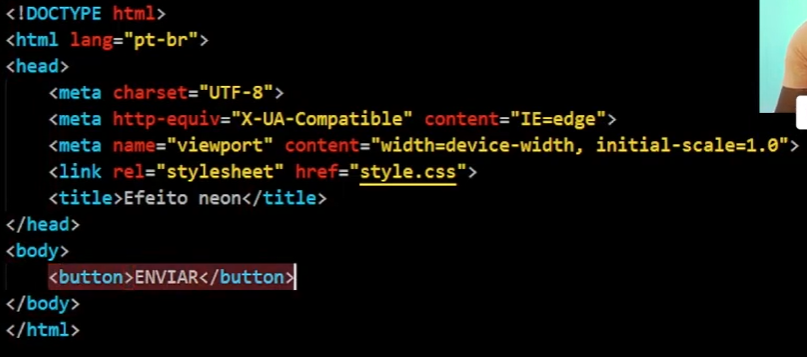 <!DOCTYPE html>
<html lang="pt-br">
<head>
    <meta charset="UTF-8">
    <meta http-equiv="X-UA-Compatible" content="IE=edge">
    <meta name="viewport" content="width=device-width, initial-scale=1.0">
    <link rel="stylesheet" href="style.css">
    <title>Efeito neon</title>
</head>
<body>
    <button>ENVIAR</button>
</body>
</html>